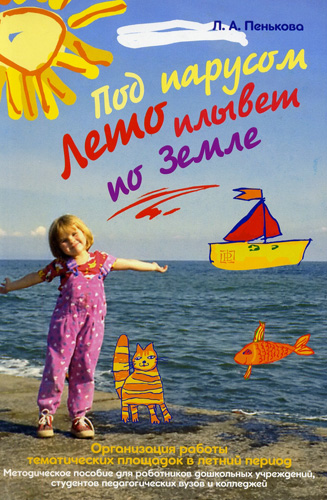 Л. А. Пенькова
Под парусом
Лето плывет
по Земле
Организация работы
тематических площадок в летний период
Методическое пособие для работников дошкольных учреждений,
студентов педагогических вузов и колледжей